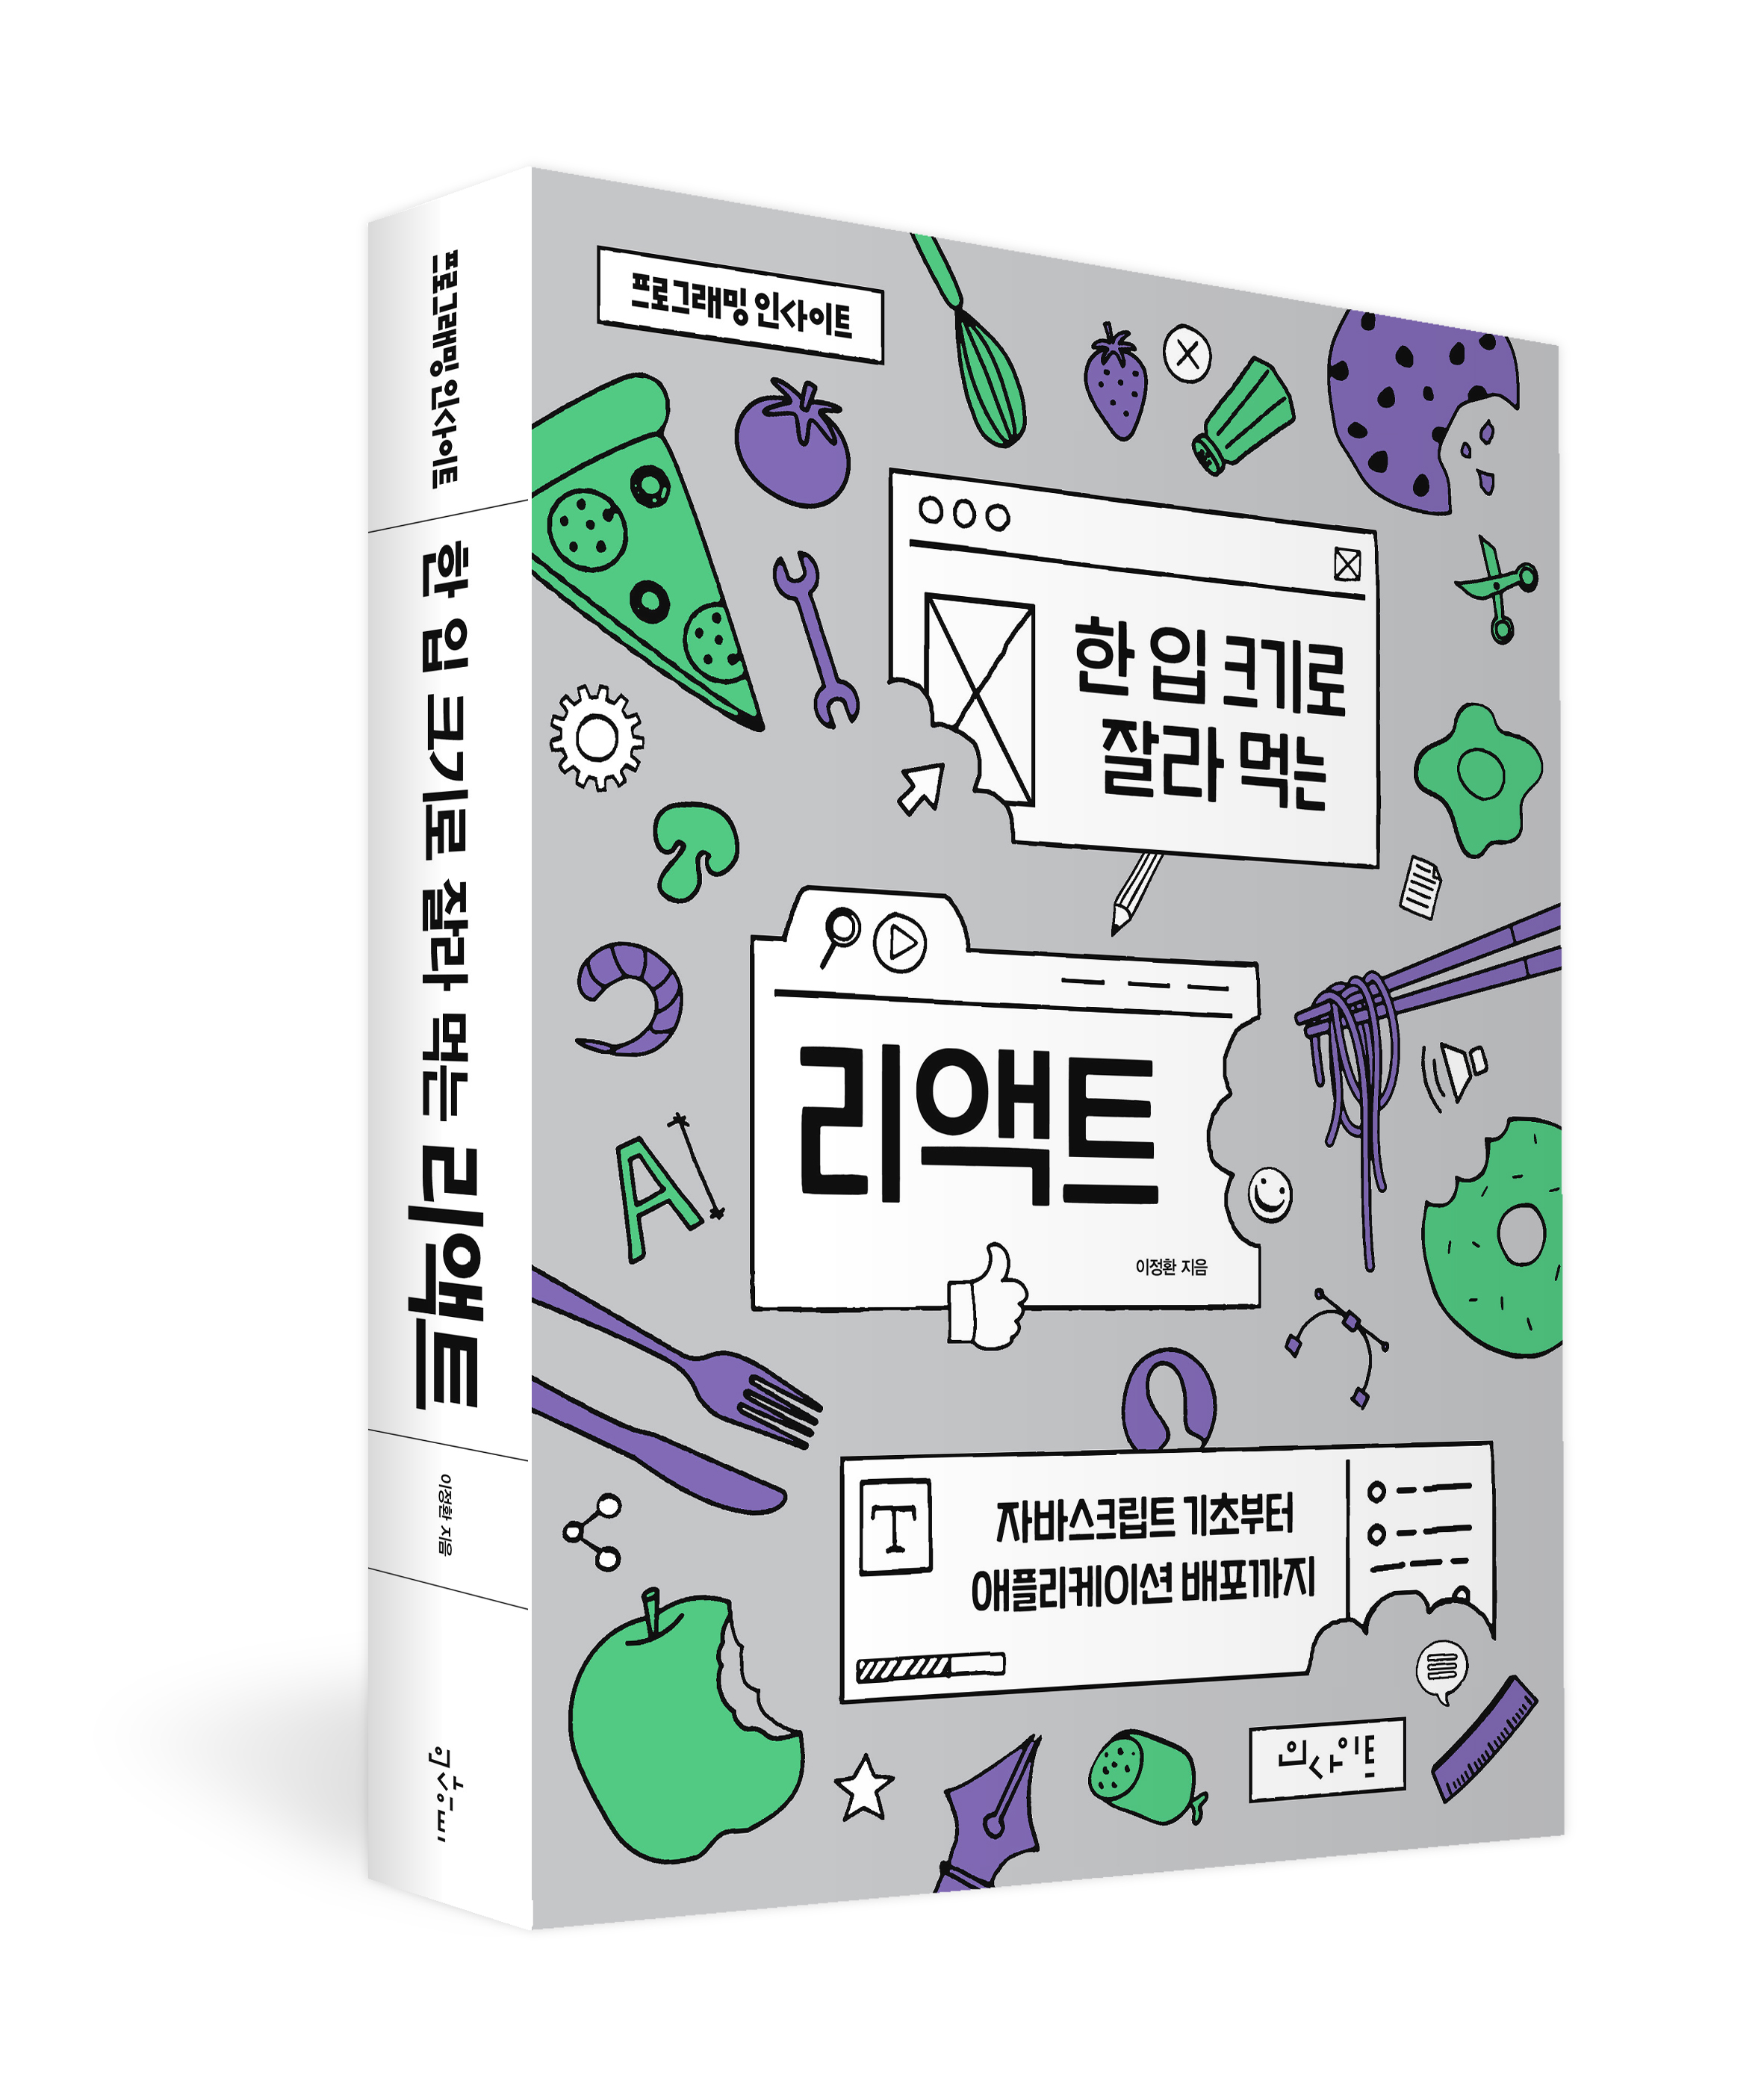 프로그래밍 인사이트
한 입 크기로 잘라 먹는 리액트
이정환 지음
인사이트
프로그래밍 인사이트
한 입 크기로
잘라 먹는
리액트
이정환 지음
A
T
자바스크립트 기초부터
애플리케이션 배포까지
인사이트